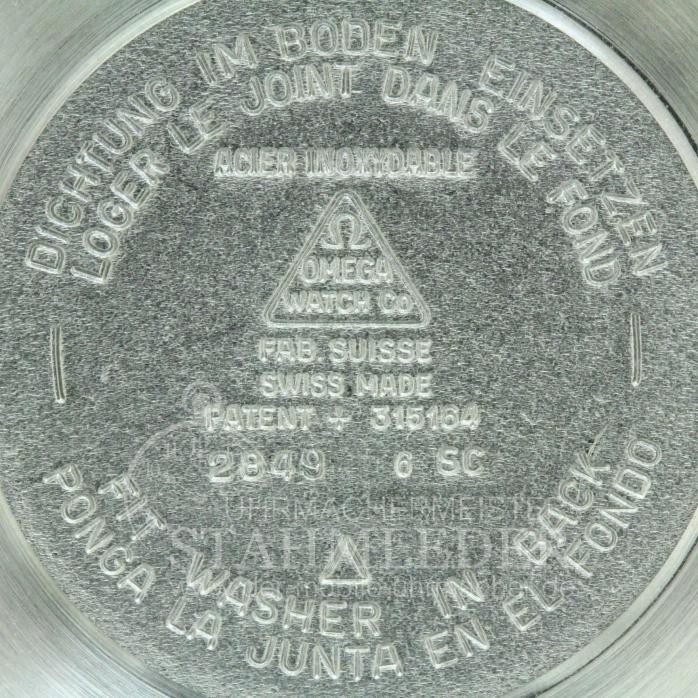 DICHTUNG IM BODEN EINSETZEN
LOGER LE JOINT DANS LE FOND
ACIER INOXYDABLE
Ω
OMEGA
WATCH CO
FAB. SUISSE
SWISS MADE
PATENT + 315164
2849 6 SC
FIT WASHER IN BACK
PONGA LA JUNTA EN EL FONDO
UHRMACHERMEISTER